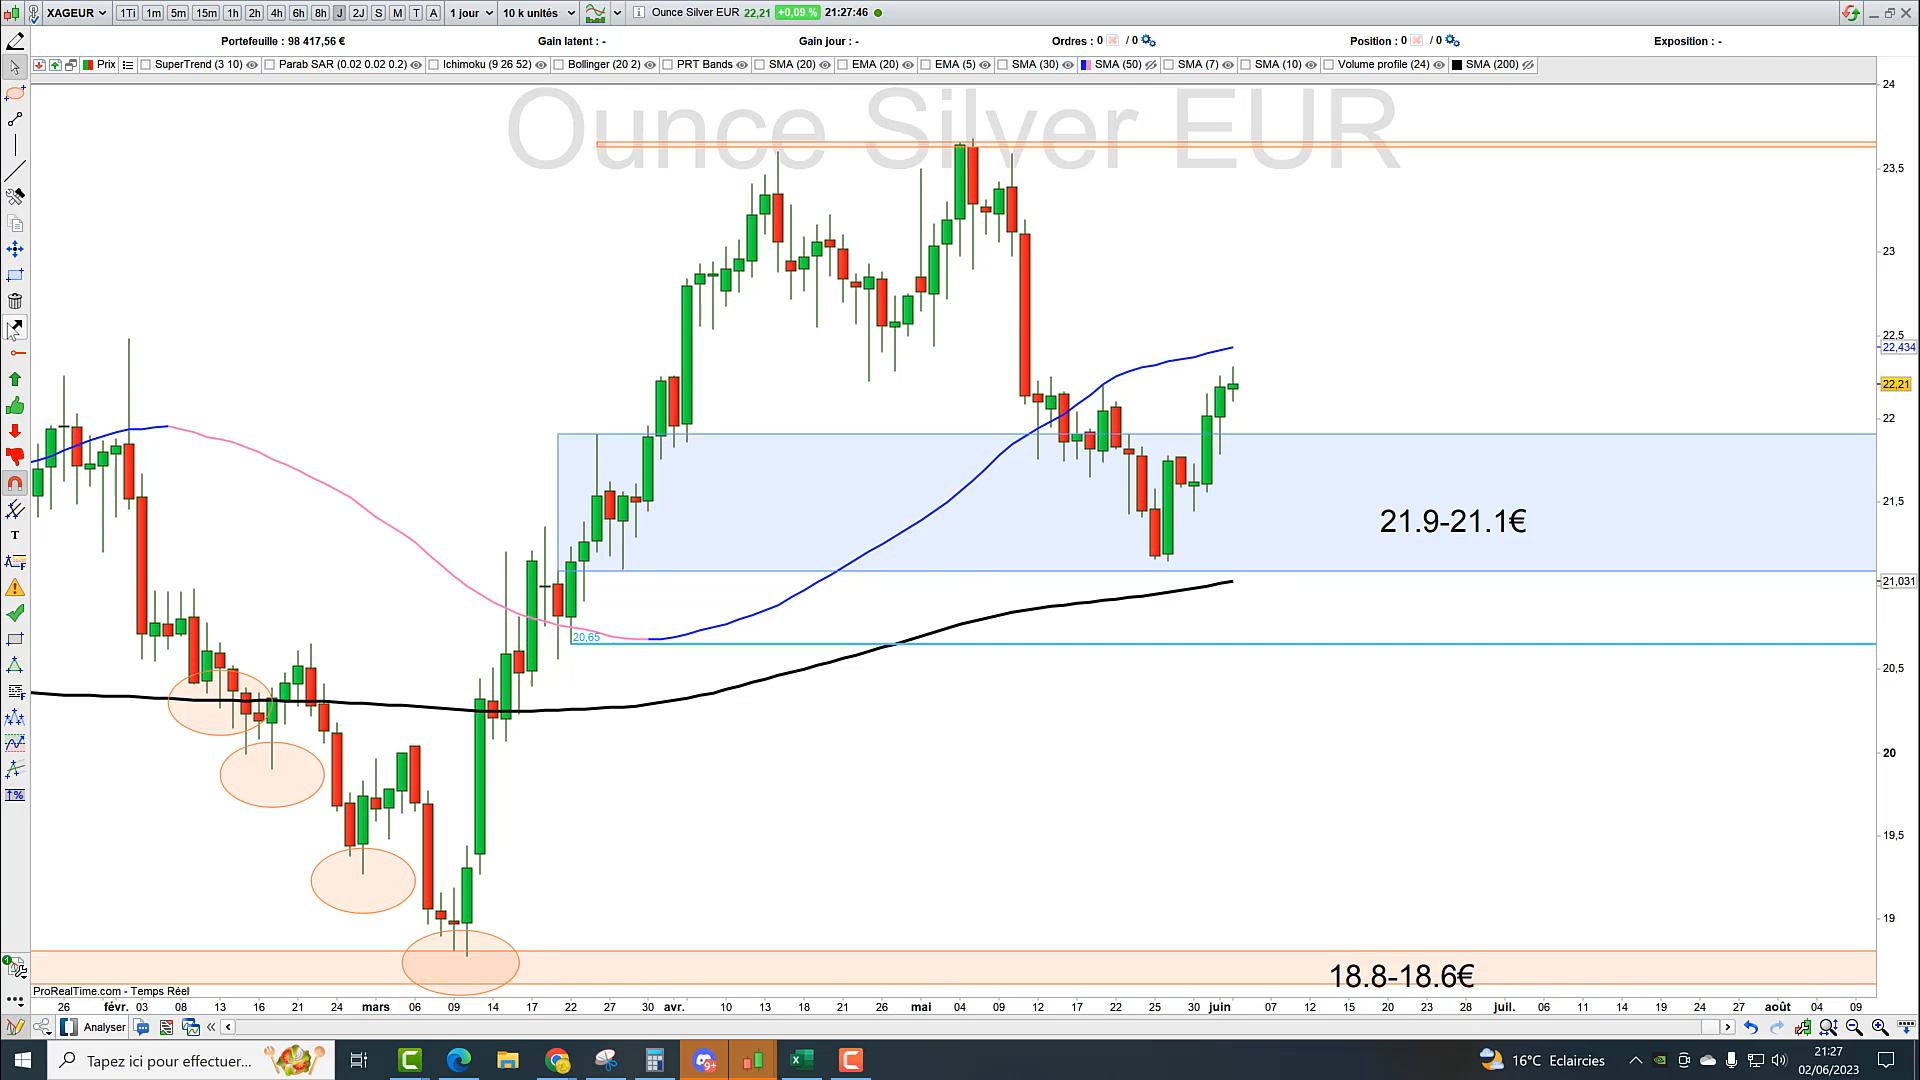 XAGEUR 1Ti 1m 5m 15m 1h 2h 4h 6h 8h J 2J S M T A 1 jour 10 k unités Ounce Silver EUR 22,21 +0,09 % 21:27:46
Portefeuille : 98 417,56 € Gain latent : - Gain jour : - Ordres : 0 / 0 Position : 0 / 0 Exposition : -
Prix SuperTrend (3 10) Parab SAR (0.02 0.02 0.2) Ichimoku (9 26 52) Bollinger (20 2) PRT Bands SMA (20) EMA (20) EMA (5) SMA (30) SMA (50) SMA (7) SMA (10) Volume profile (24) SMA (200)
Ounce Silver EUR
24
23,5
23
22,5
22,434
22,21
22
21,5
21.9-21.1€
21,031
20,65
20,5
20
19,5
19
18.8-18.6€
ProRealTime.com - Temps Réel
26 févr. 03 08 13 16 21 24 mars 06 09 14 17 22 27 30 avr. 05 10 13 18 21 26 mai 04 09 12 17 22 25 30 juin 07 12 15 20 23 28 juil. 06 11 14 19 24 27 août 04 09
Analyser
Tapez ici pour effectuer... 9+ 16°C Eclaircies 21:27
02/06/2023